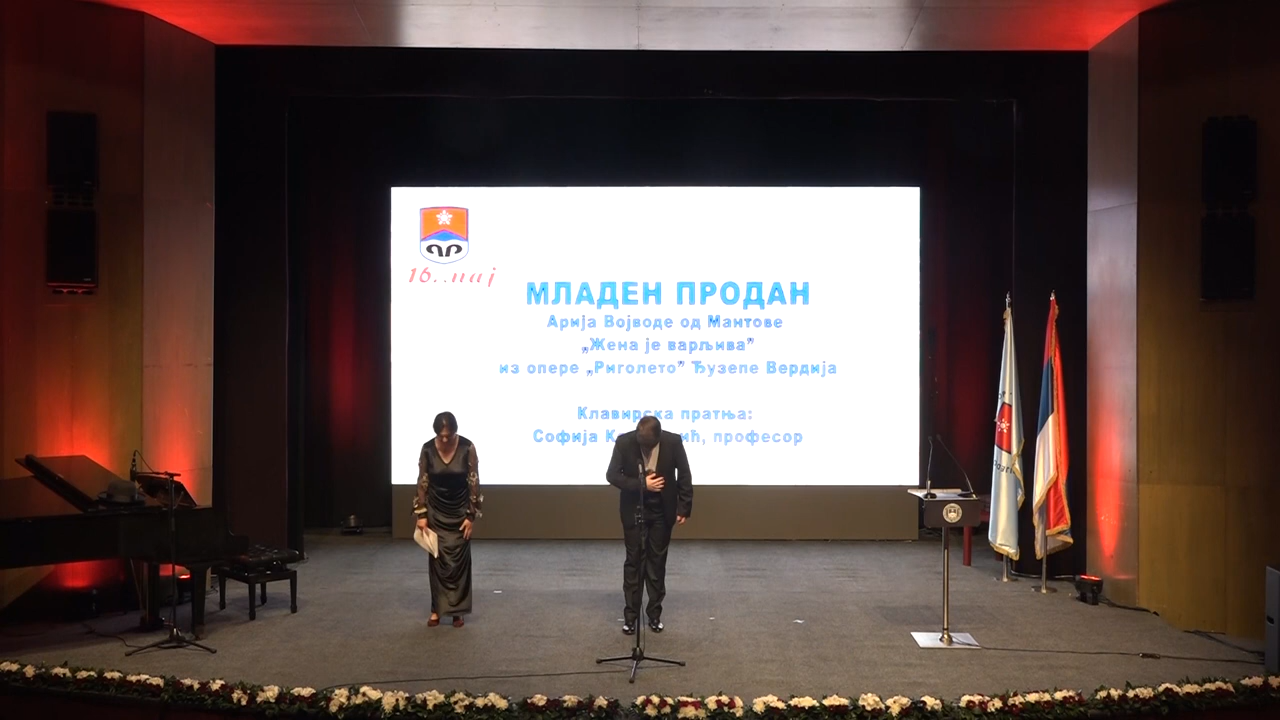 16. мај
МЛАДЕН ПРОДАН
Арија Војводе од Мантове
„Жена је варљива”
из опере „Риголето” Ђузепе Вердија
Клавирска пратња:
Софија професор